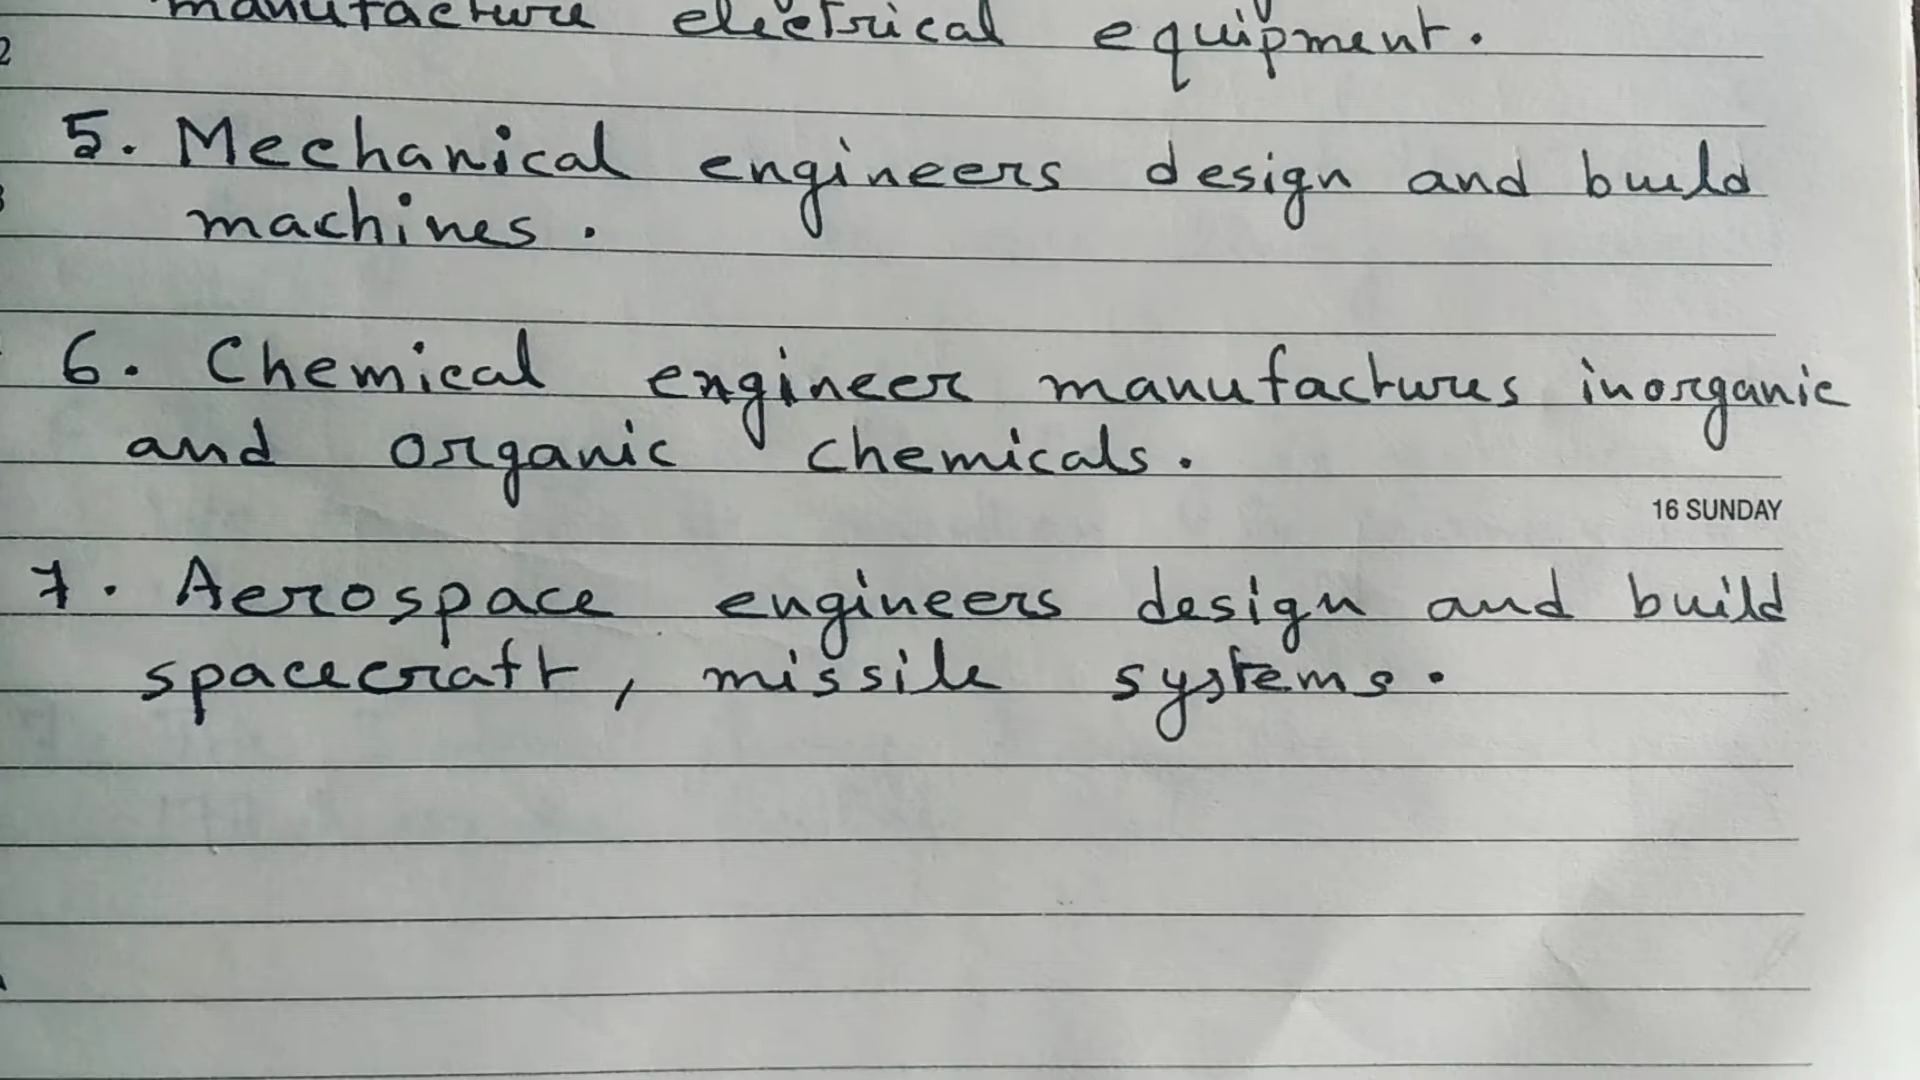 manufacture electrical equipment.
5. Mechanical engineers design and build
machines.
6. Chemical engineer manufactures inorganic
and organic chemicals.
16 SUNDAY
7. Aerospace engineers design and build
spacecraft, missile systems.